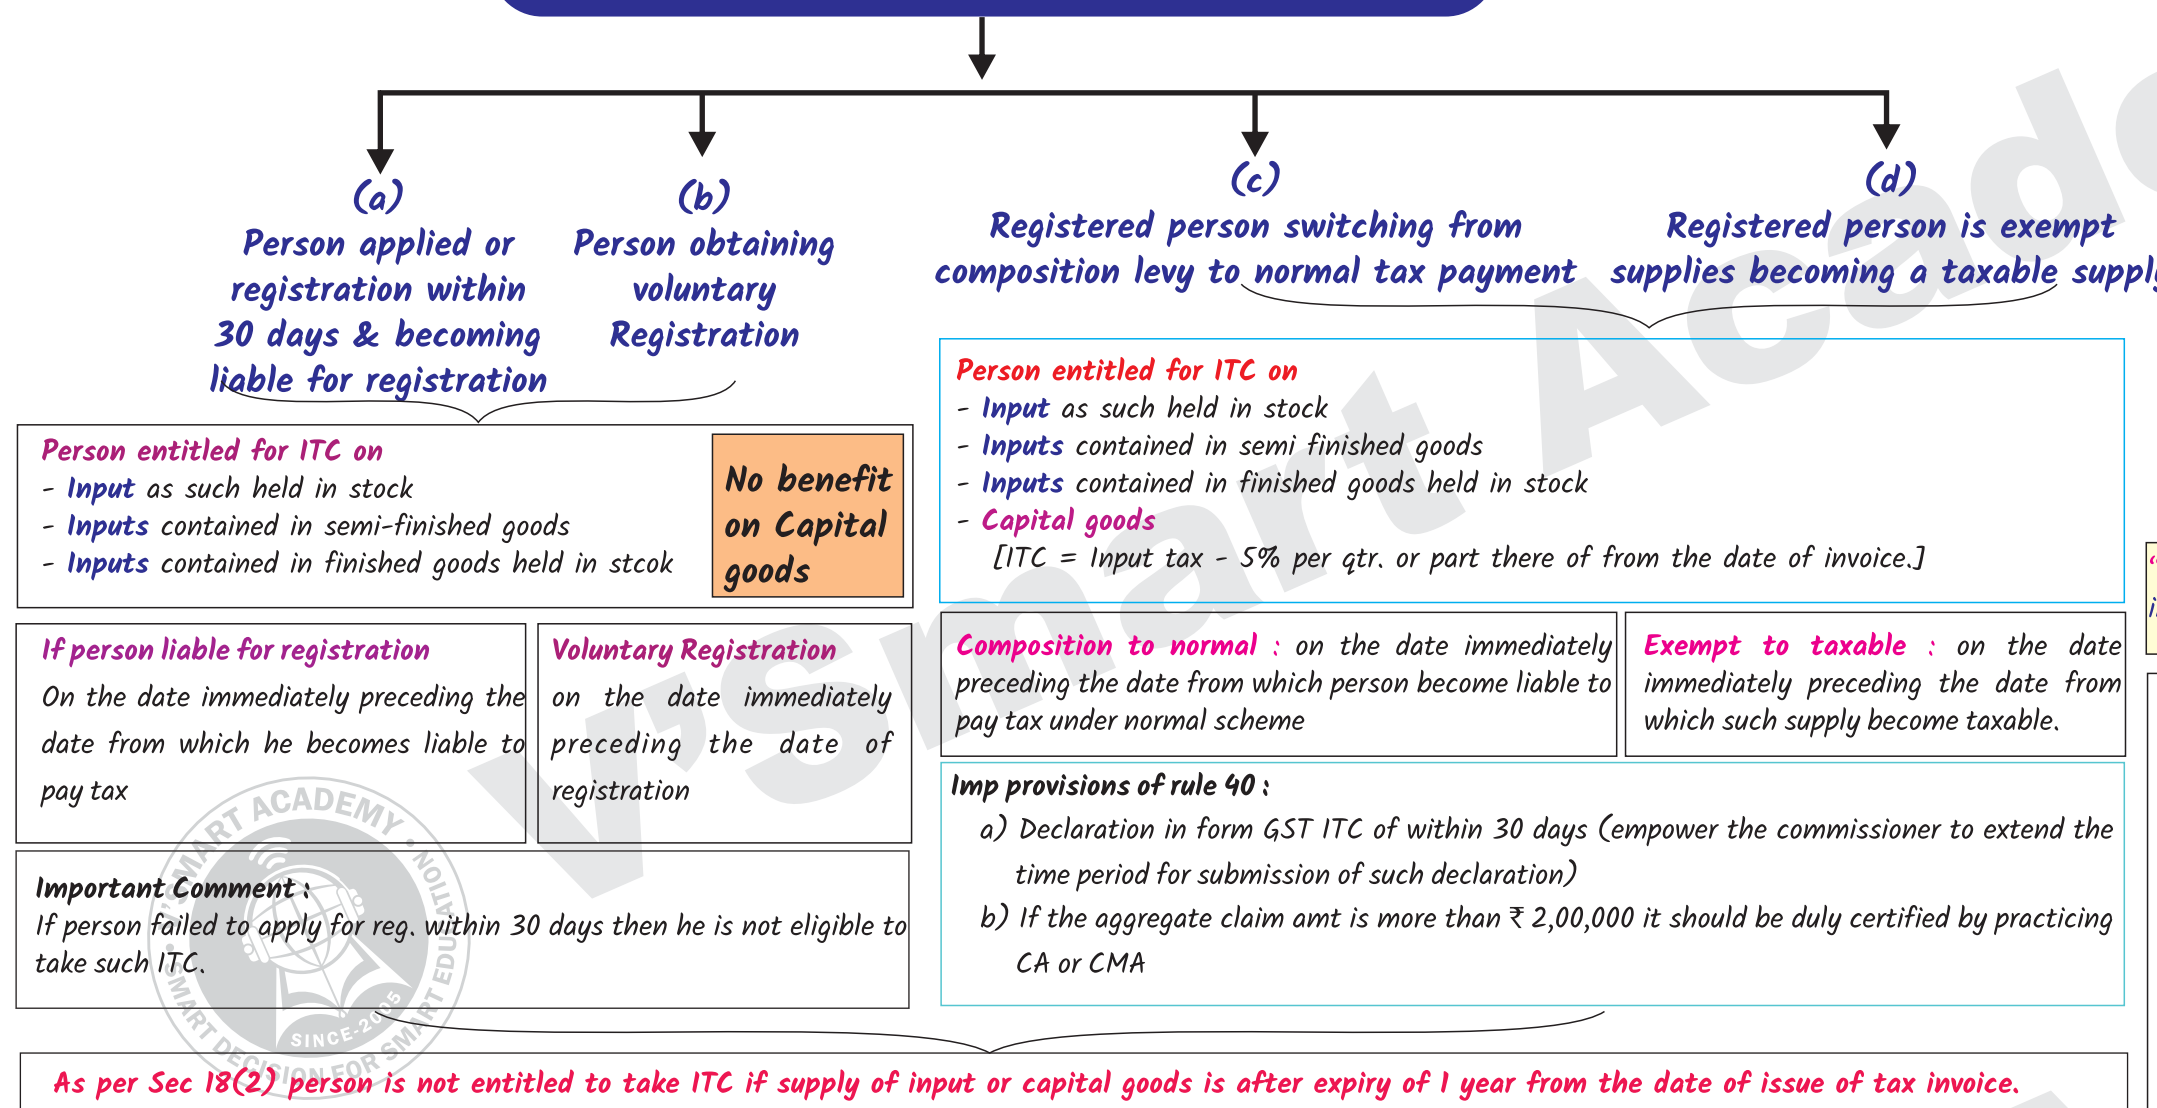 (a)
Person applied or
registration within
30 days & becoming
liable for registration
(b)
Person obtaining
voluntary
Registration
(c)
Registered person switching from
composition levy to normal tax payment
(d)
Registered person is exempt
supplies becoming a taxable supply
Person entitled for ITC on
- Input as such held in stock
- Inputs contained in semi-finished goods
- Inputs contained in finished goods held in stcok
No benefit
on Capital
goods
Person entitled for ITC on
- Input as such held in stock
- Inputs contained in semi finished goods
- Inputs contained in finished goods held in stock
- Capital goods
[ITC = Input tax - 5% per qtr. or part there of from the date of invoice.]
If person liable for registration
On the date immediately preceding the
date from which he becomes liable to
pay tax
Voluntary Registration
on the date immediately
preceding the date of
registration
Composition to normal : on the date immediately
preceding the date from which person become liable to
pay tax under normal scheme
Exempt to taxable : on the date
immediately preceding the date from
which such supply become taxable.
Important Comment :
If person failed to apply for reg. within 30 days then he is not eligible to
take such ITC.
Imp provisions of rule 40 :
a) Declaration in form GST ITC of within 30 days (empower the commissioner to extend the
time period for submission of such declaration)
b) If the aggregate claim amt is more than ₹ 2,00,000 it should be duly certified by practicing
CA or CMA
As per Sec 18(2) person is not entitled to take ITC if supply of input or capital goods is after expiry of 1 year from the date of issue of tax invoice.
V'Smart Acade
V'SMART ACADEMY
SMART DECISION FOR SMART EDUCATION
SINCE-2005